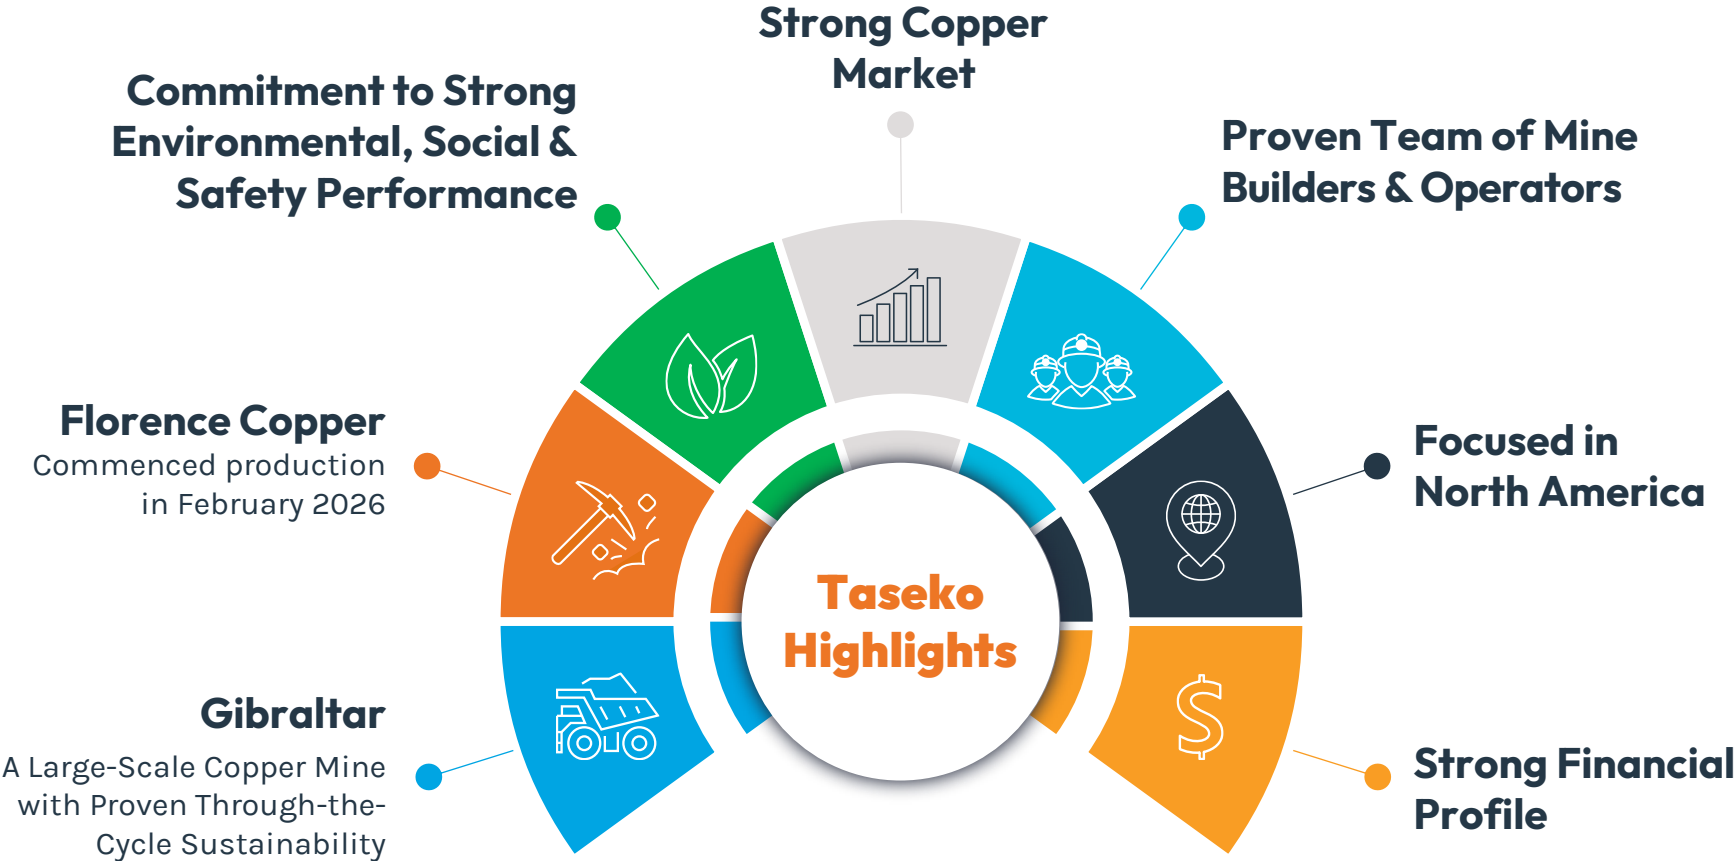 Strong Copper
Market
Commitment to Strong
Environmental, Social &
Safety Performance
Proven Team of Mine
Builders & Operators
Florence Copper
Commenced production
in February 2026
Focused in
North America
Taseko
Highlights
Gibraltar
A Large-Scale Copper Mine
with Proven Through-the-
Cycle Sustainability
Strong Financial
Profile
$